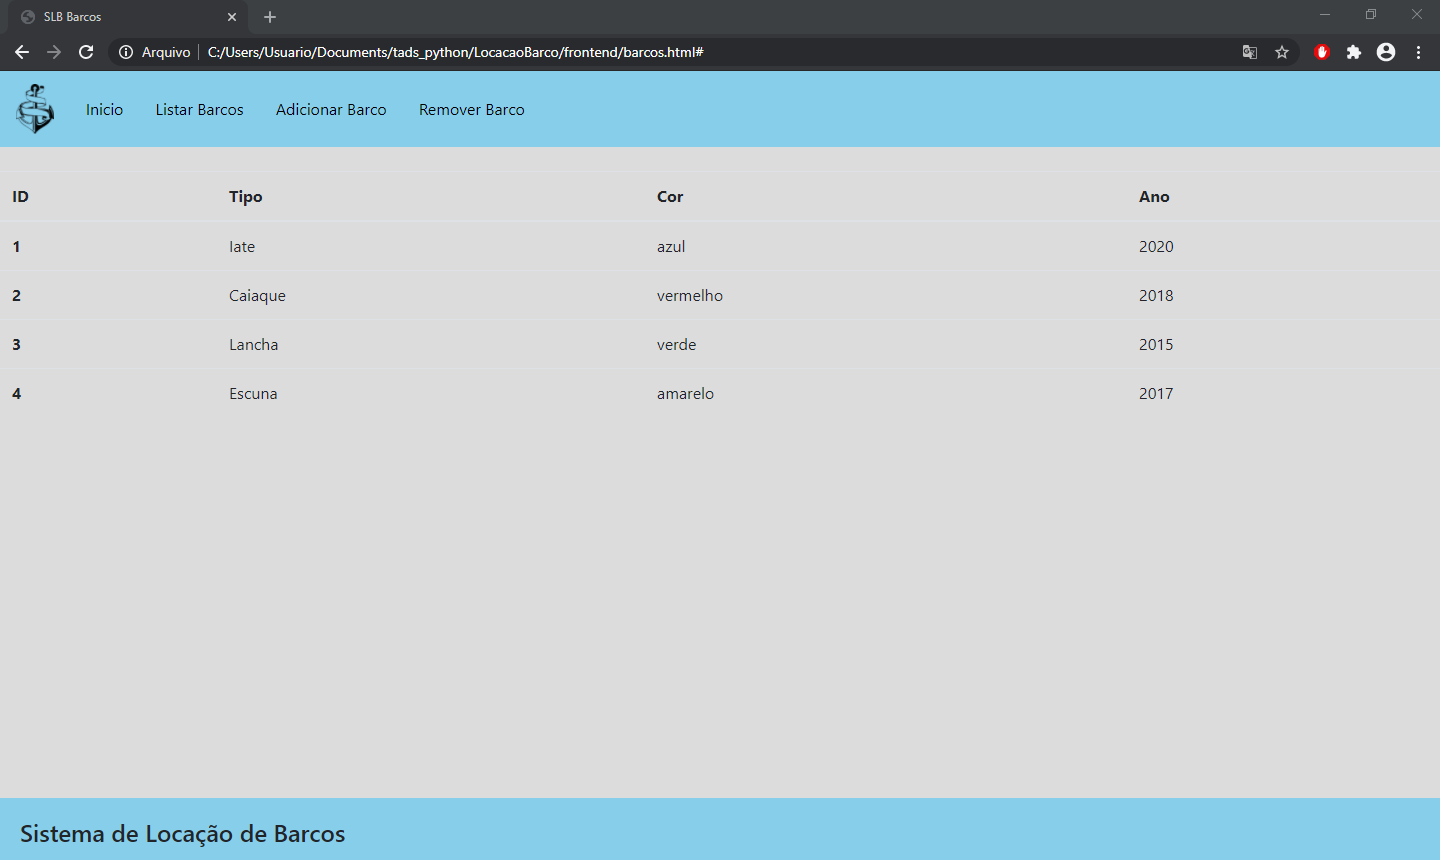 SLB Barcos
Arquivo C:/Users/Usuario/Documents/tads_python/LocacaoBarco/frontend/barcos.html#
Inicio Listar Barcos Adicionar Barco Remover Barco
ID Tipo Cor Ano
1 Iate azul 2020
2 Caiaque vermelho 2018
3 Lancha verde 2015
4 Escuna amarelo 2017
Sistema de Locação de Barcos